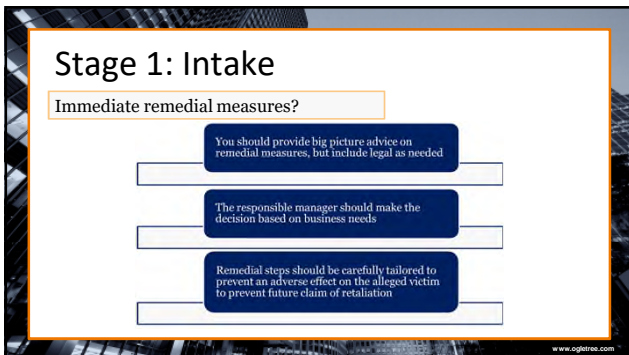 Stage 1: Intake
Immediate remedial measures?
You should provide big picture advice on
remedial measures, but include legal as needed
The responsible manager should make the
decision based on business needs
Remedial steps should be carefully tailored to
prevent an adverse effect on the alleged victim
to prevent future claim of retaliation
www.ogletree.com